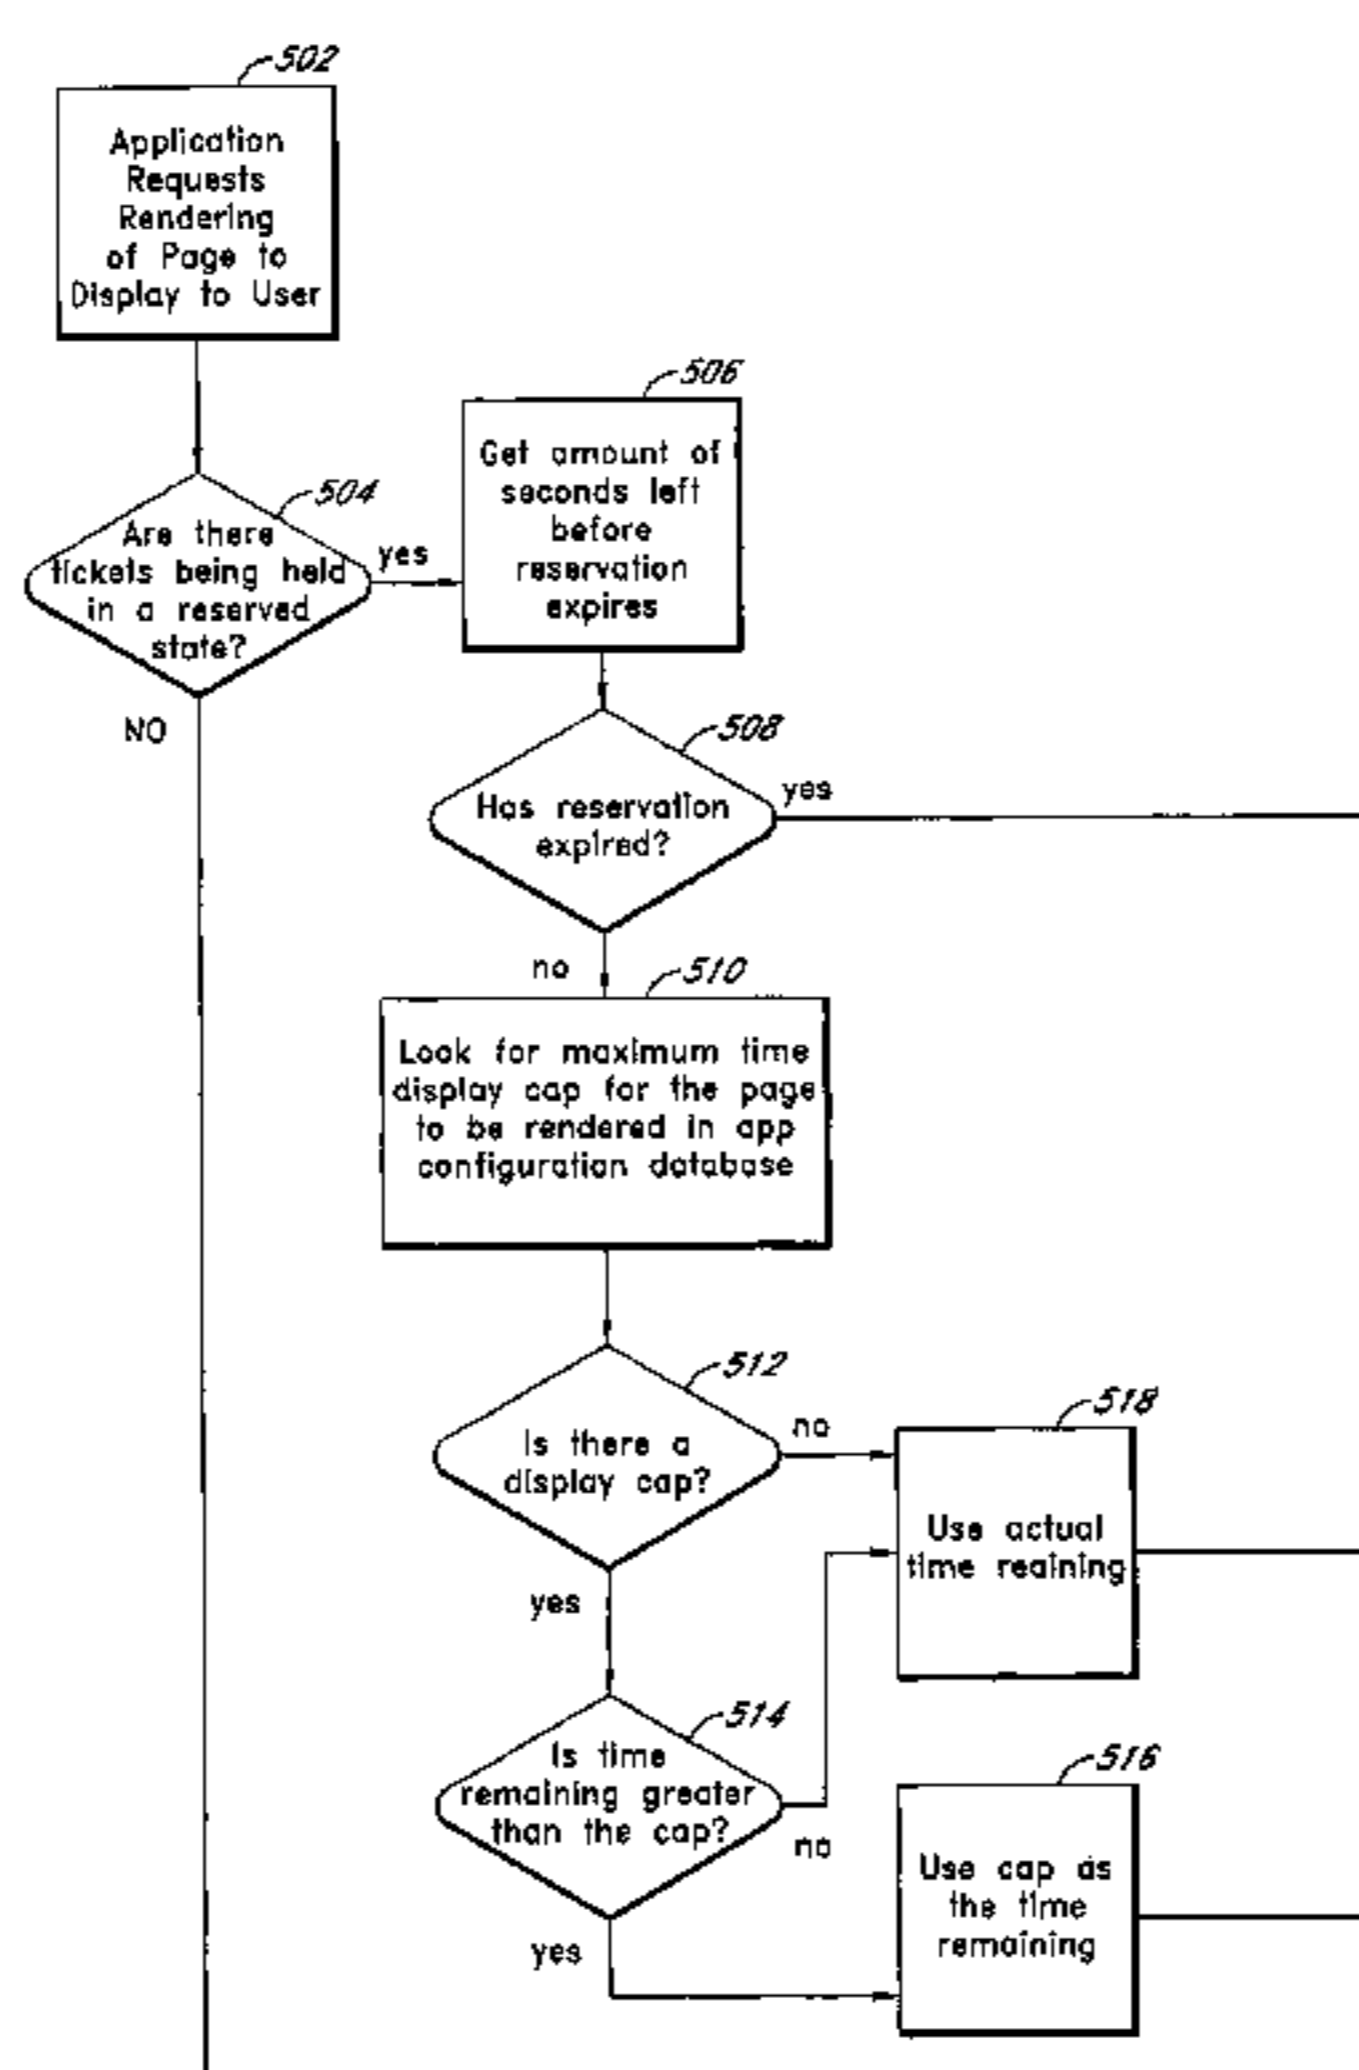 502
Application
Requests
Rendering
of Page to
Display to User
504
Are there
tickets being held
in a reserved
state?
yes
NO
506
Get amount of
seconds left
before
reservation
expires
508
Has reservation
expired?
yes
no
510
Look for maximum time
display cap for the page
to be rendered in app
configuration database
512
Is there a
display cap?
no
yes
518
Use actual
time reaining
514
Is time
remaining greater
than the cap?
no
yes
516
Use cap as
the time
remaining